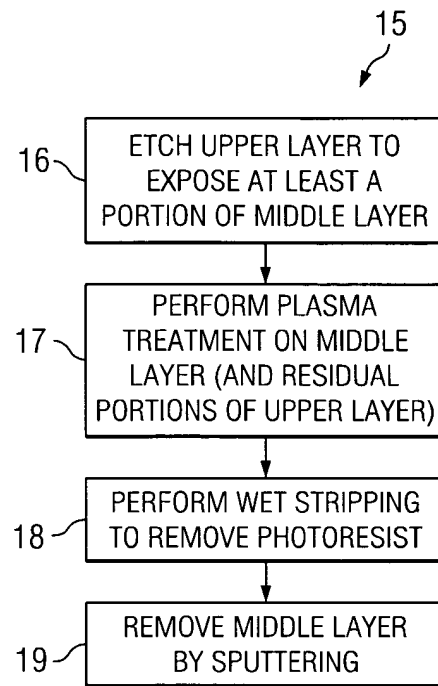 15
16
ETCH UPPER LAYER TO
EXPOSE AT LEAST A
PORTION OF MIDDLE LAYER
17
PERFORM PLASMA
TREATMENT ON MIDDLE
LAYER (AND RESIDUAL
PORTIONS OF UPPER LAYER)
18
PERFORM WET STRIPPING
TO REMOVE PHOTORESIST
19
REMOVE MIDDLE LAYER
BY SPUTTERING